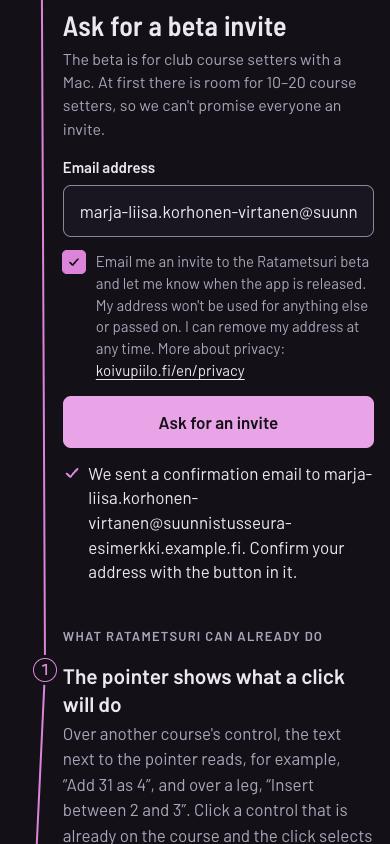 Ask for a beta invite
The beta is for club course setters with a
Mac. At first there is room for 10–20 course
setters, so we can't promise everyone an
invite.
Email address
marja-liisa.korhonen-virtanen@suunn
Email me an invite to the Ratametsuri beta
and let me know when the app is released.
My address won't be used for anything else
or passed on. I can remove my address at
any time. More about privacy:
koivupiilo.fi/en/privacy
Ask for an invite
We sent a confirmation email to marja-
liisa.korhonen-
virtanen@suunnistusseura-
esimerkki.example.fi. Confirm your
address with the button in it.
WHAT RATAMETSURI CAN ALREADY DO
1
The pointer shows what a click
will do
Over another course's control, the text
next to the pointer reads, for example,
“Add 31 as 4”, and over a leg, “Insert
between 2 and 3”. Click a control that is
already on the course and the click selects